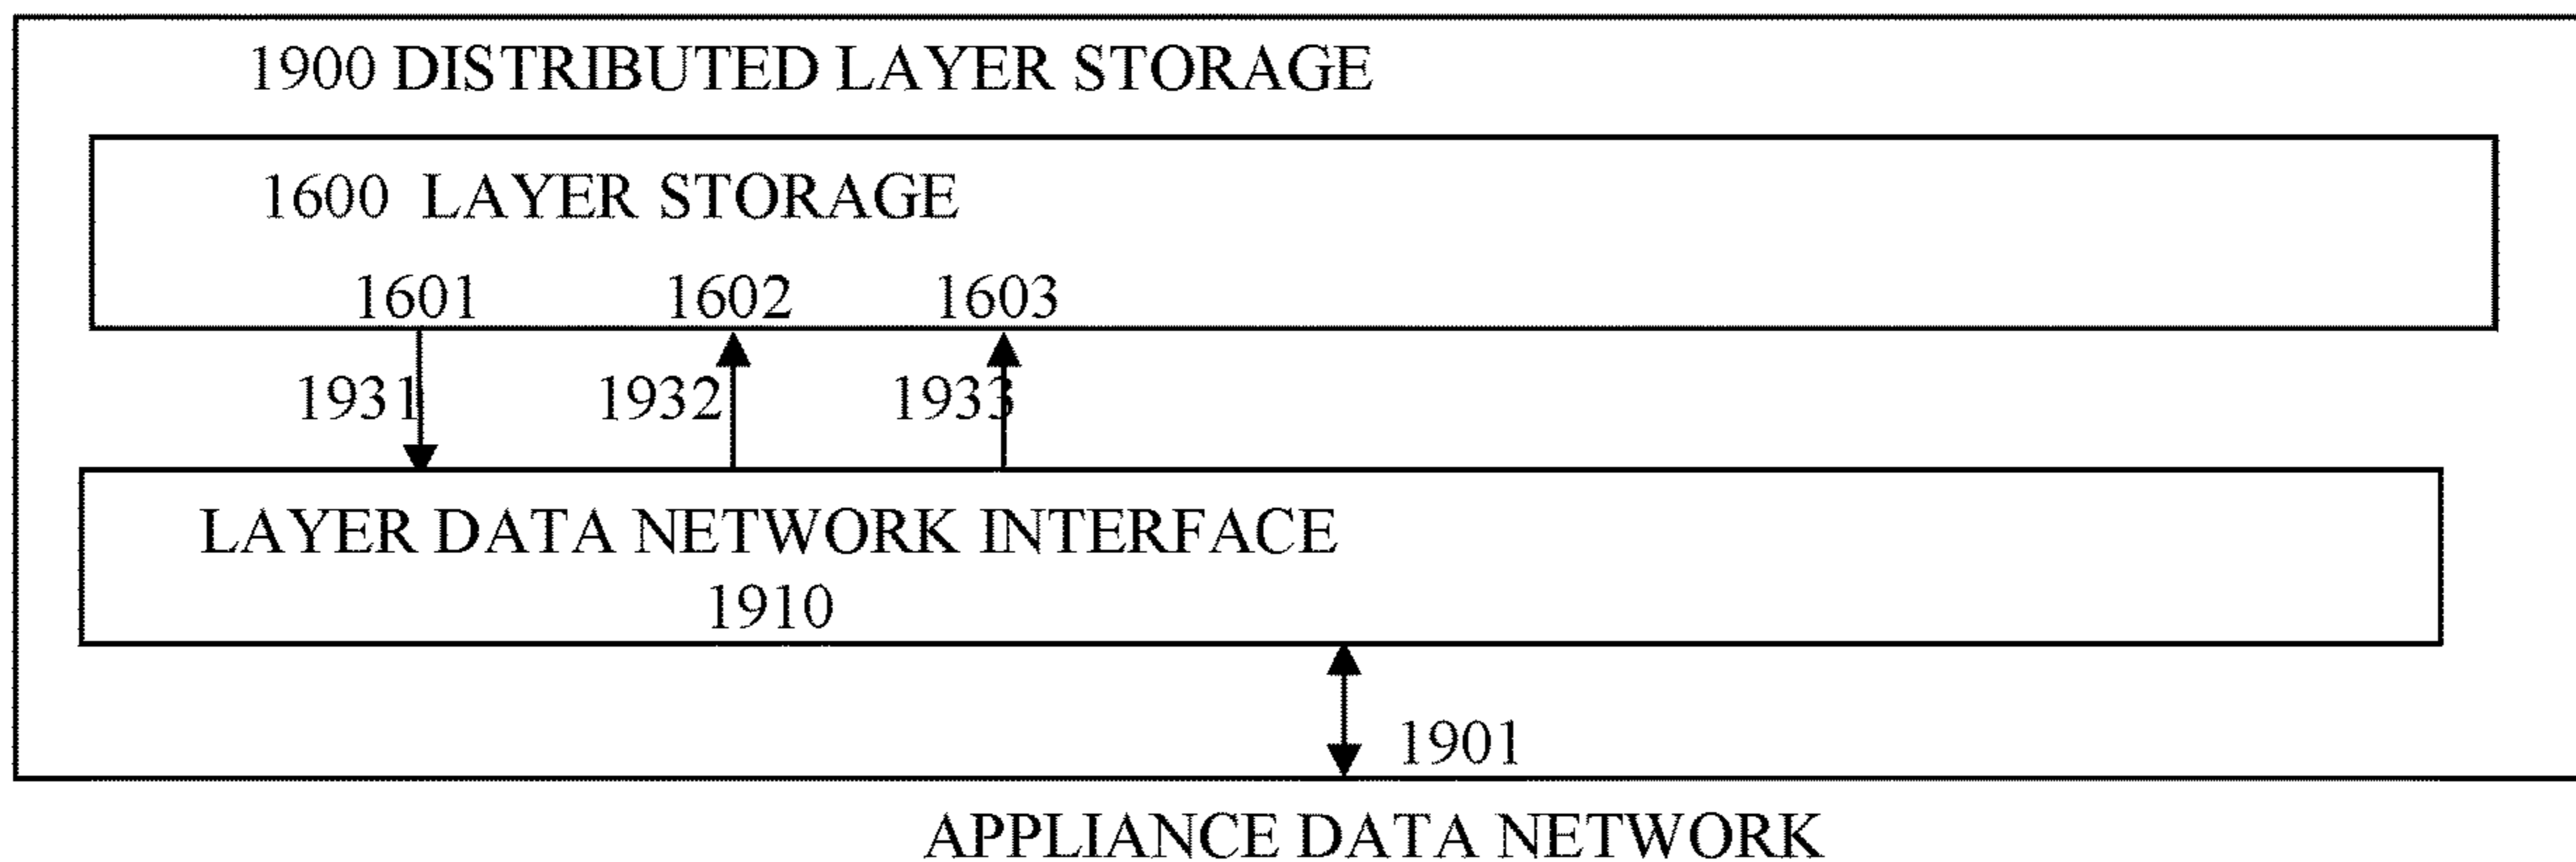 1900 DISTRIBUTED LAYER STORAGE
1600 LAYER STORAGE
1601 1602 1603
1931 1932 1933
LAYER DATA NETWORK INTERFACE
1910
1901
APPLIANCE DATA NETWORK